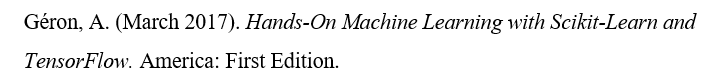 Géron, A. (March 2017). Hands-On Machine Learning with Scikit-Learn and
TensorFlow. America: First Edition.